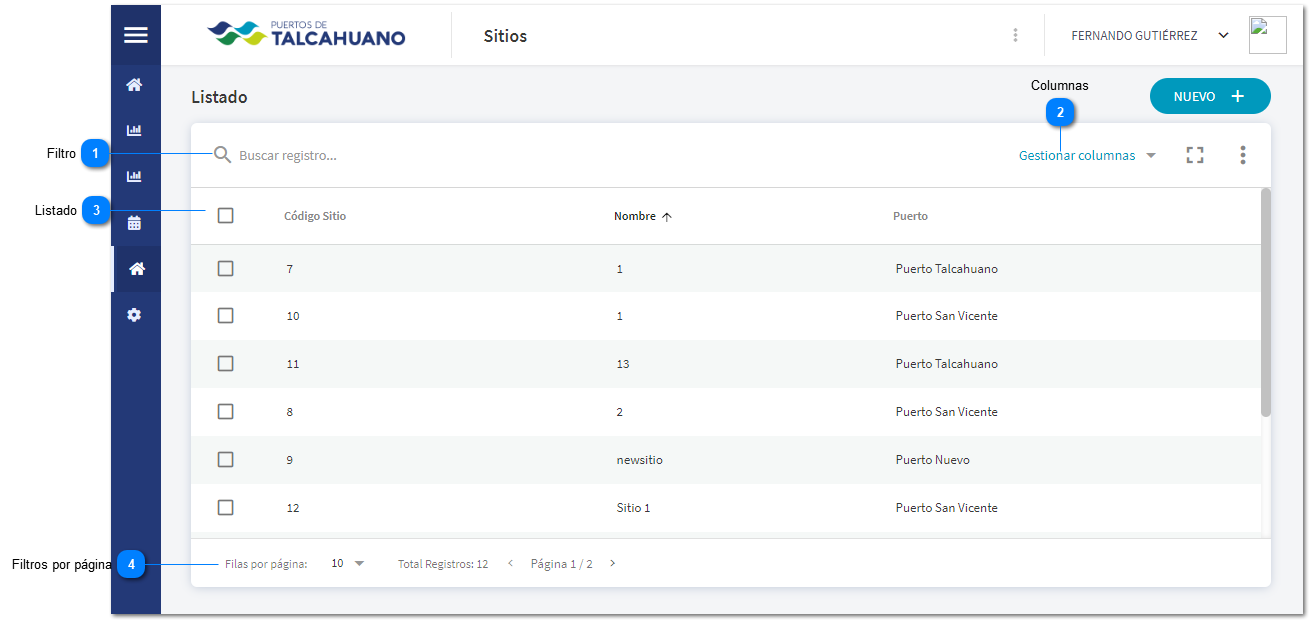 PUERTOS DE
TALCAHUANO
Sitios
FERNANDO GUTIÉRREZ
Listado
Columnas
2
NUEVO +
Filtro 1
Buscar registro...
Gestionar columnas
Listado 3
Código Sitio Nombre ↑ Puerto
7 1 Puerto Talcahuano
10 1 Puerto San Vicente
11 13 Puerto Talcahuano
8 2 Puerto San Vicente
9 newsitio Puerto Nuevo
12 Sitio 1 Puerto San Vicente
Filtros por página 4
Filas por página: 10 Total Registros: 12 < Página 1 / 2 >